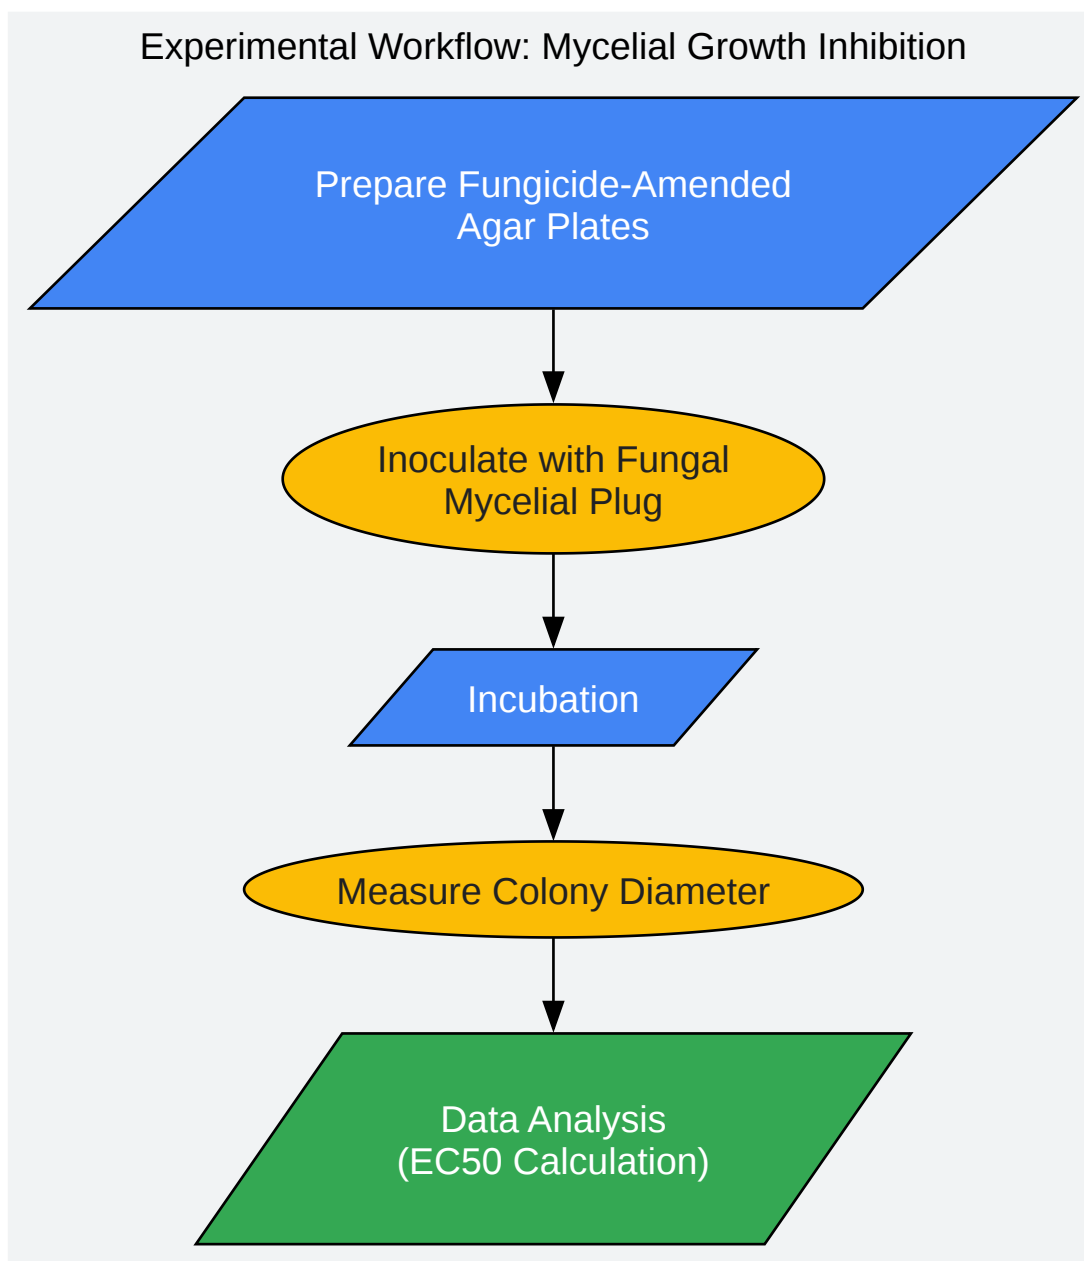 Experimental Workflow: Mycelial Growth Inhibition
Prepare Fungicide-Amended
Agar Plates
Inoculate with Fungal
Mycelial Plug
Incubation
Measure Colony Diameter
Data Analysis
(EC50 Calculation)